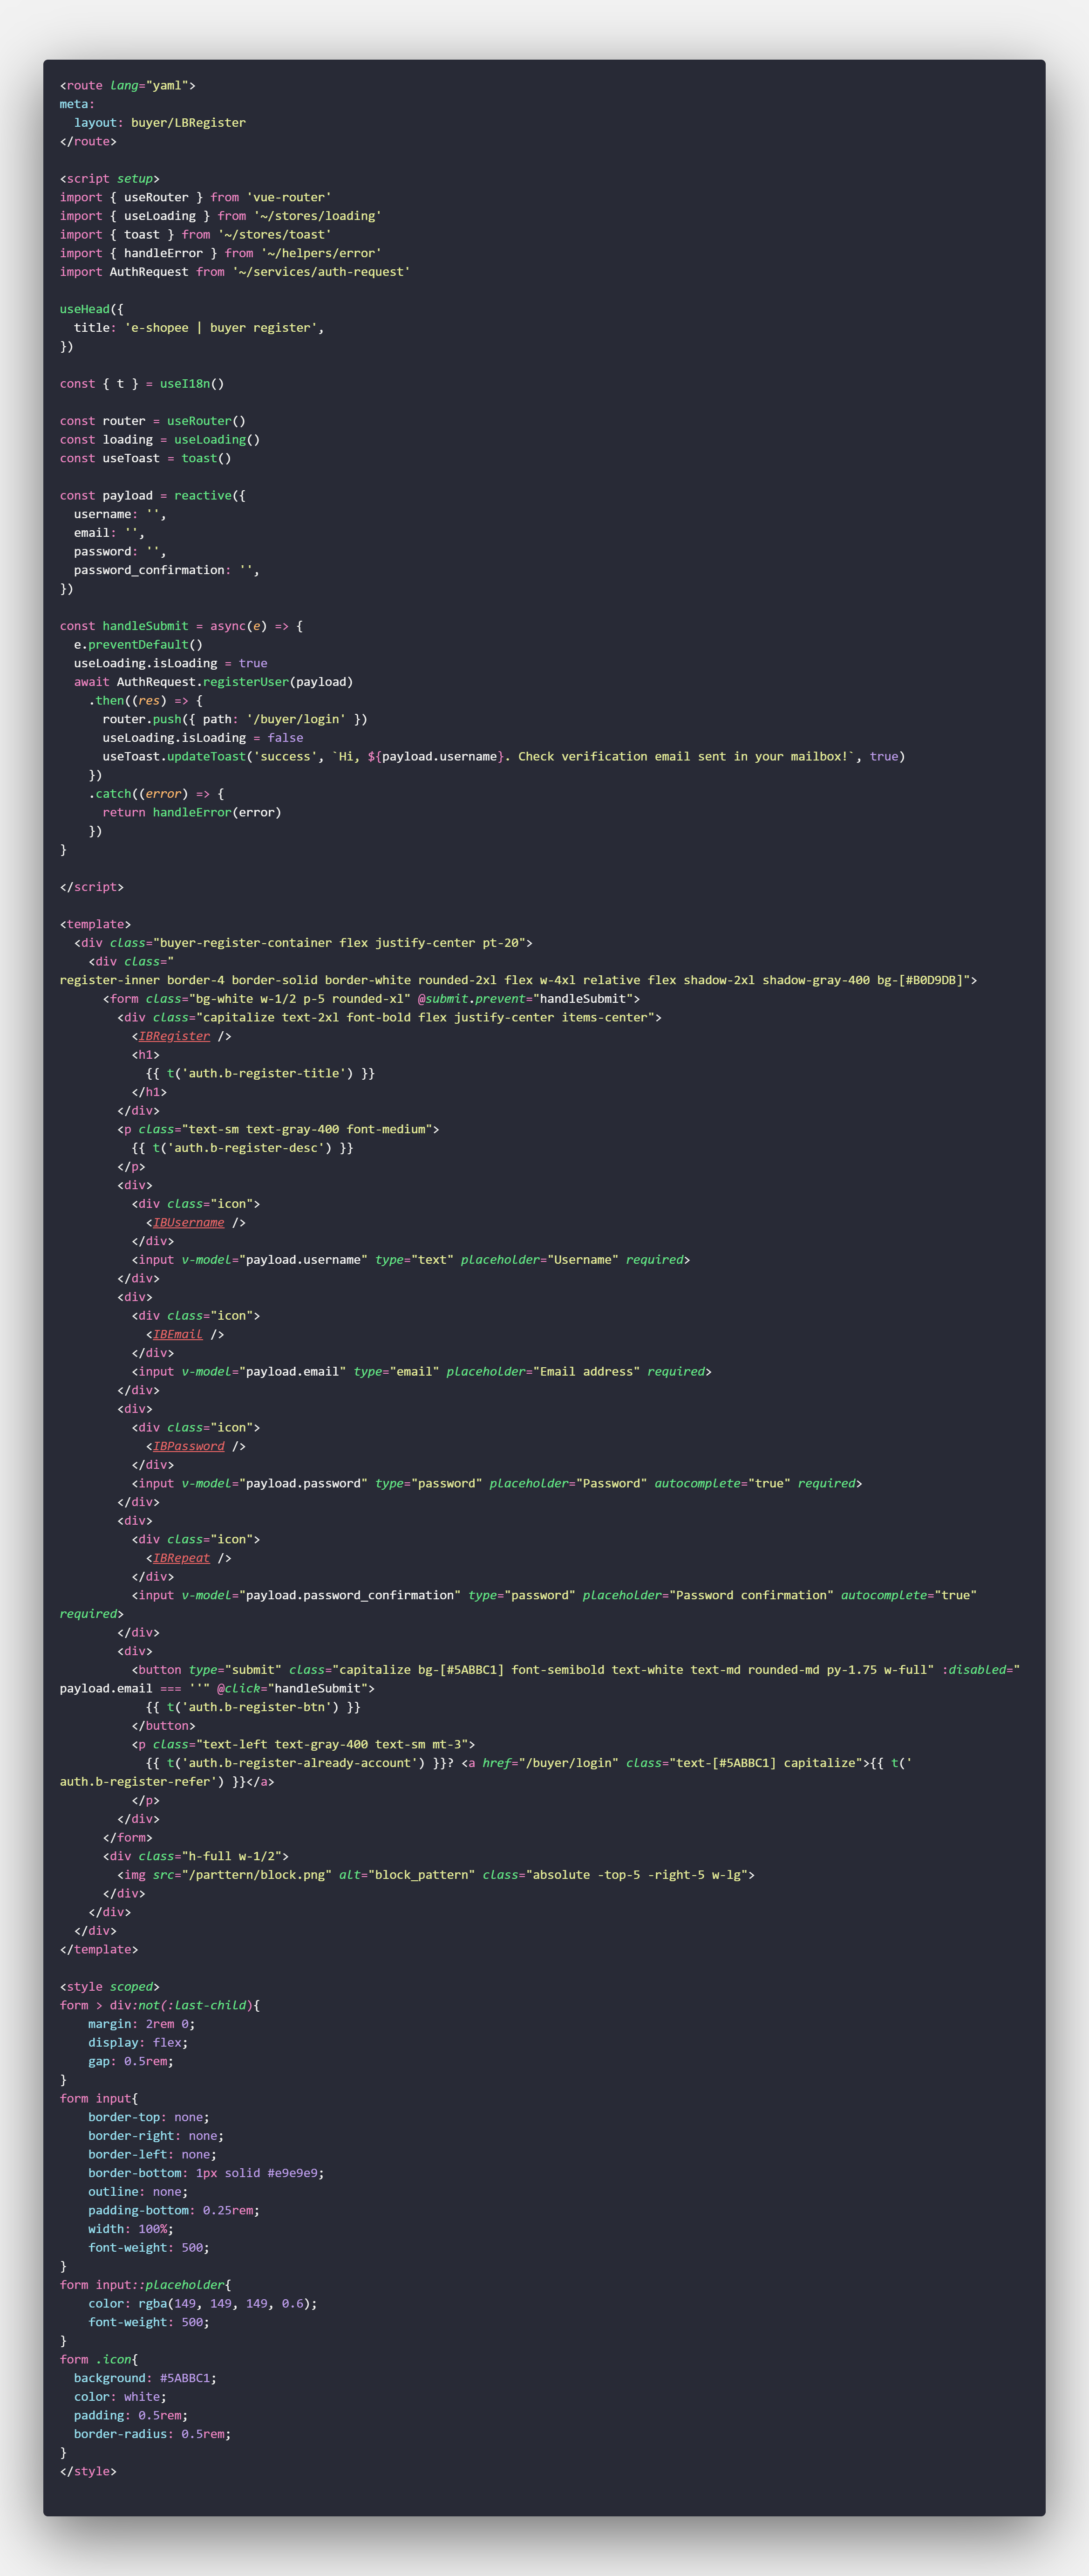 <route lang="yaml">
meta:
  layout: buyer/LBRegister
</route>

<script setup>
import { useRouter } from 'vue-router'
import { useLoading } from '~/stores/loading'
import { toast } from '~/stores/toast'
import { handleError } from '~/helpers/error'
import AuthRequest from '~/services/auth-request'

useHead({
  title: 'e-shopee | buyer register',
})

const { t } = useI18n()

const router = useRouter()
const loading = useLoading()
const useToast = toast()

const payload = reactive({
  username: '',
  email: '',
  password: '',
  password_confirmation: '',
})

const handleSubmit = async(e) => {
  e.preventDefault()
  useLoading.isLoading = true
  await AuthRequest.registerUser(payload)
    .then((res) => {
      router.push({ path: '/buyer/login' })
      useLoading.isLoading = false
      useToast.updateToast('success', `Hi, ${payload.username}. Check verification email sent in your mailbox!`, true)
    })
    .catch((error) => {
      return handleError(error)
    })
}

</script>

<template>
  <div class="buyer-register-container flex justify-center pt-20">
    <div class="
register-inner border-4 border-solid border-white rounded-2xl flex w-4xl relative flex shadow-2xl shadow-gray-400 bg-[#B0D9DB]">
      <form class="bg-white w-1/2 p-5 rounded-xl" @submit.prevent="handleSubmit">
        <div class="capitalize text-2xl font-bold flex justify-center items-center">
          <IBRegister />
          <h1>
            {{ t('auth.b-register-title') }}
          </h1>
        </div>
        <p class="text-sm text-gray-400 font-medium">
          {{ t('auth.b-register-desc') }}
        </p>
        <div>
          <div class="icon">
            <IBUsername />
          </div>
          <input v-model="payload.username" type="text" placeholder="Username" required>
        </div>
        <div>
          <div class="icon">
            <IBEmail />
          </div>
          <input v-model="payload.email" type="email" placeholder="Email address" required>
        </div>
        <div>
          <div class="icon">
            <IBPassword />
          </div>
          <input v-model="payload.password" type="password" placeholder="Password" autocomplete="true" required>
        </div>
        <div>
          <div class="icon">
            <IBRepeat />
          </div>
          <input v-model="payload.password_confirmation" type="password" placeholder="Password confirmation" autocomplete="true"
required>
        </div>
        <div>
          <button type="submit" class="capitalize bg-[#5ABBC1] font-semibold text-white text-md rounded-md py-1.75 w-full" :disabled="
payload.email === ''" @click="handleSubmit">
            {{ t('auth.b-register-btn') }}
          </button>
          <p class="text-left text-gray-400 text-sm mt-3">
            {{ t('auth.b-register-already-account') }}? <a href="/buyer/login" class="text-[#5ABBC1] capitalize">{{ t('
auth.b-register-refer') }}</a>
          </p>
        </div>
      </form>
      <div class="h-full w-1/2">
        <img src="/parttern/block.png" alt="block_pattern" class="absolute -top-5 -right-5 w-lg">
      </div>
    </div>
  </div>
</template>

<style scoped>
form > div:not(:last-child){
    margin: 2rem 0;
    display: flex;
    gap: 0.5rem;
}
form input{
    border-top: none;
    border-right: none;
    border-left: none;
    border-bottom: 1px solid #e9e9e9;
    outline: none;
    padding-bottom: 0.25rem;
    width: 100%;
    font-weight: 500;
}
form input::placeholder{
    color: rgba(149, 149, 149, 0.6);
    font-weight: 500;
}
form .icon{
  background: #5ABBC1;
  color: white;
  padding: 0.5rem;
  border-radius: 0.5rem;
}
</style>